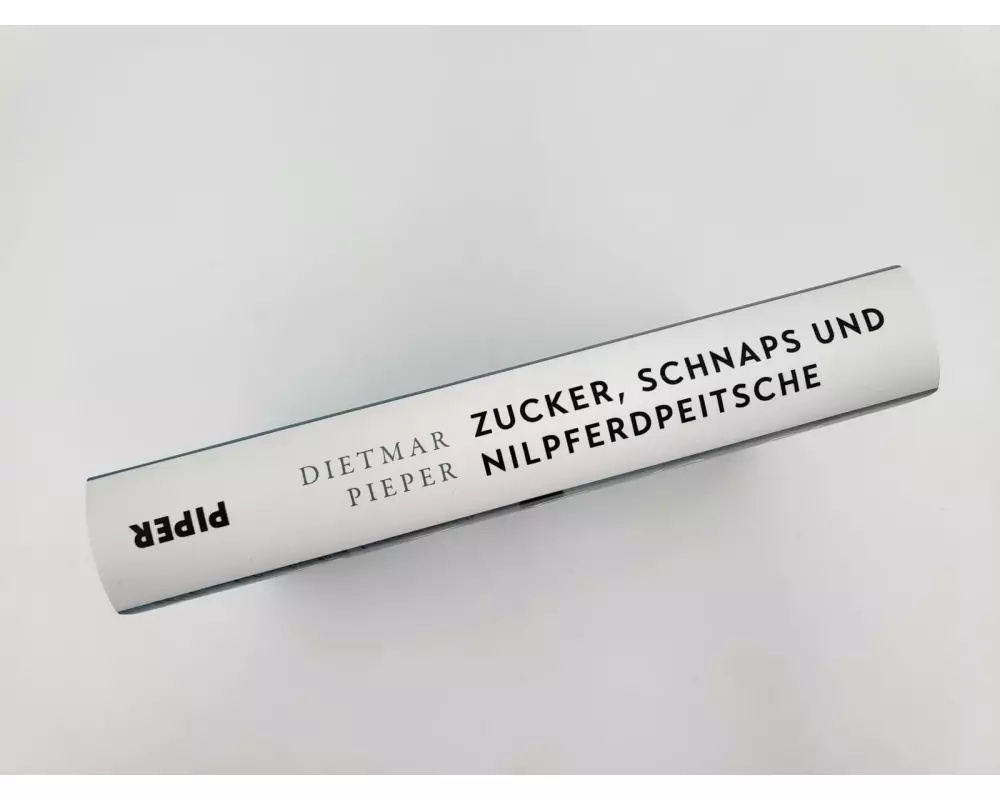 DIETMAR
PIEPER
ZUCKER, SCHNAPS UND
NILPFERDPEITSCHE
PIPER